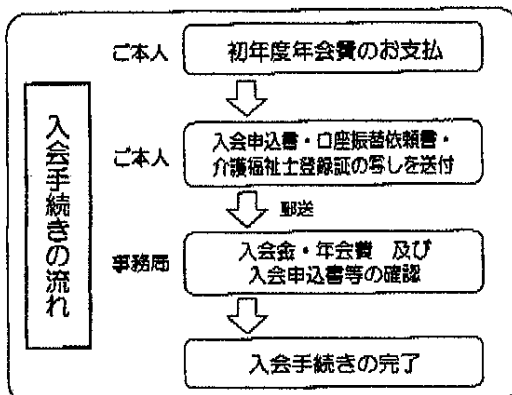 入会手続きの流れ
ご本人
初年度年会費のお支払
ご本人
入会申込書・口座振替依頼書・
介護福祉士登録証の写しを送付
郵送
事務局
入会金・年会費 及び
入会申込書等の確認
入会手続きの完了